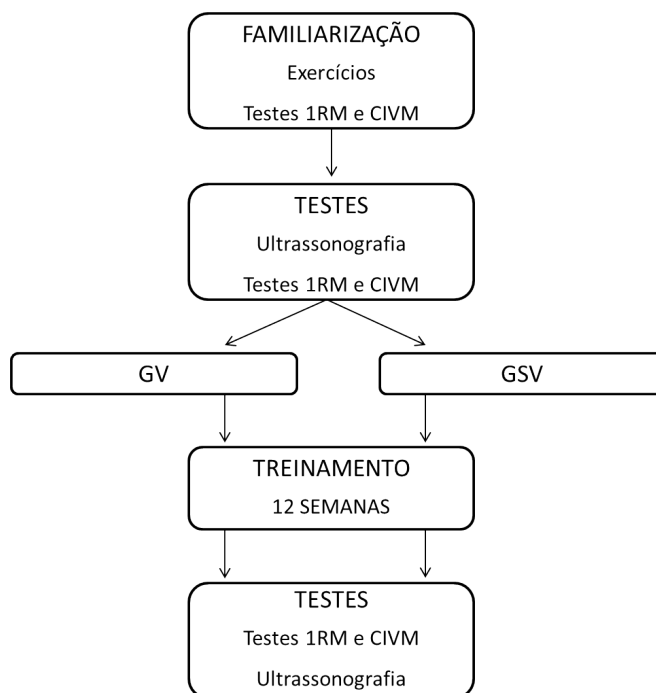 FAMILIARIZAÇÃO
Exercícios
Testes 1RM e CIVM
TESTES
Ultrassonografia
Testes 1RM e CIVM
GV
GSV
TREINAMENTO
12 SEMANAS
TESTES
Testes 1RM e CIVM
Ultrassonografia